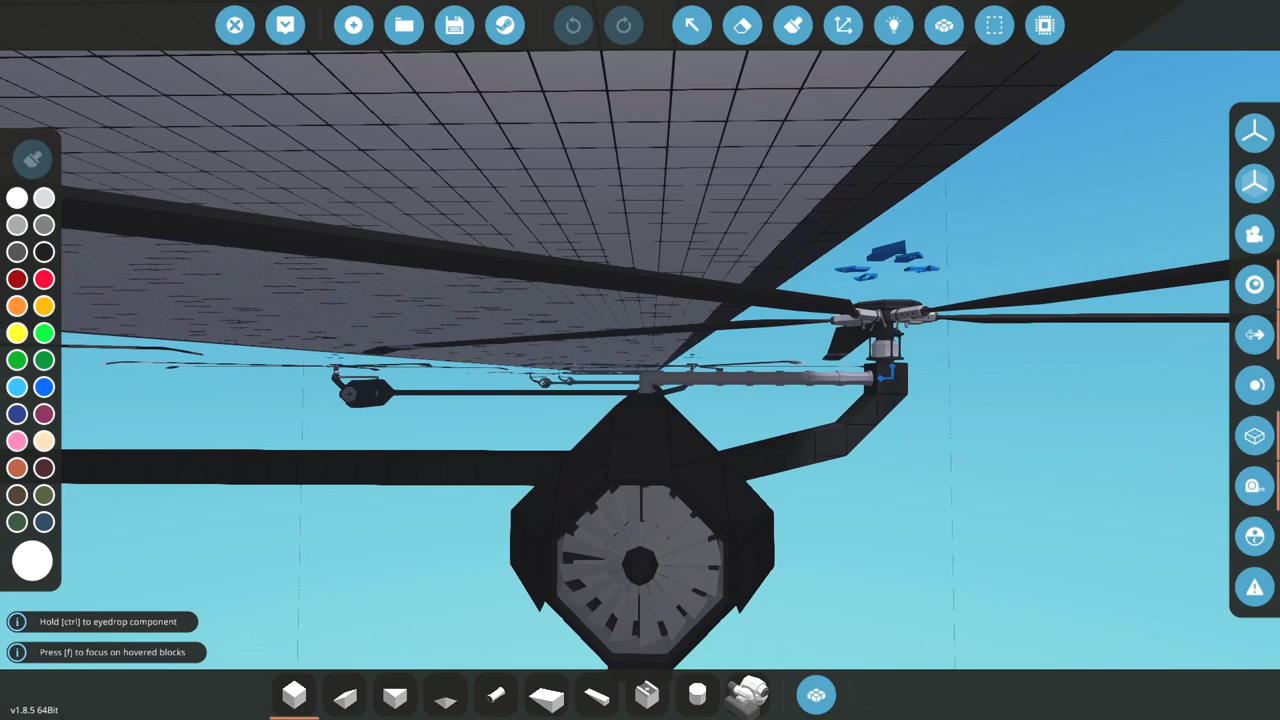 Hold [ctrl] to eyedrop component
Press [f] to focus on hovered blocks
v1.8.5 64Bit